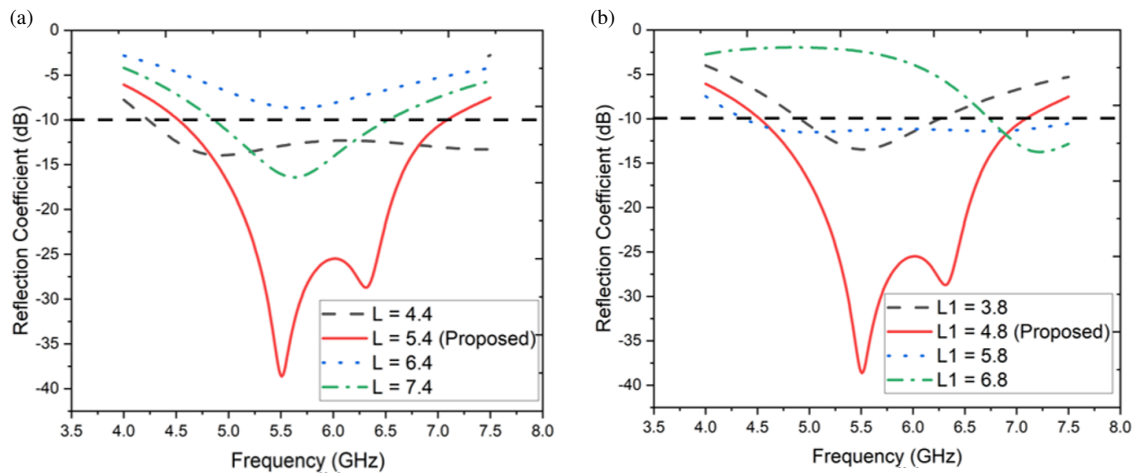 (a)
0
-5
-10
-15
-20
-25
-30
-35
-40
Reflection Coefficient (dB)
L = 4.4
L = 5.4 (Proposed)
L = 6.4
L = 7.4
3.5 4.0 4.5 5.0 5.5 6.0 6.5 7.0 7.5 8.0
Frequency (GHz)
(b)
0
-5
-10
-15
-20
-25
-30
-35
-40
Reflection Coefficient (dB)
L1 = 3.8
L1 = 4.8 (Proposed)
L1 = 5.8
L1 = 6.8
3.5 4.0 4.5 5.0 5.5 6.0 6.5 7.0 7.5 8.0
Frequency (GHz)